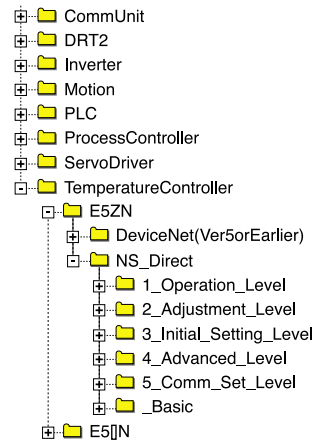 CommUnit
DRT2
Inverter
Motion
PLC
ProcessController
ServoDriver
TemperatureController
E5ZN
DeviceNet(Ver5orEarlier)
NS_Direct
1_Operation_Level
2_Adjustment_Level
3_Initial_Setting_Level
4_Advanced_Level
5_Comm_Set_Level
_Basic
E5[]N